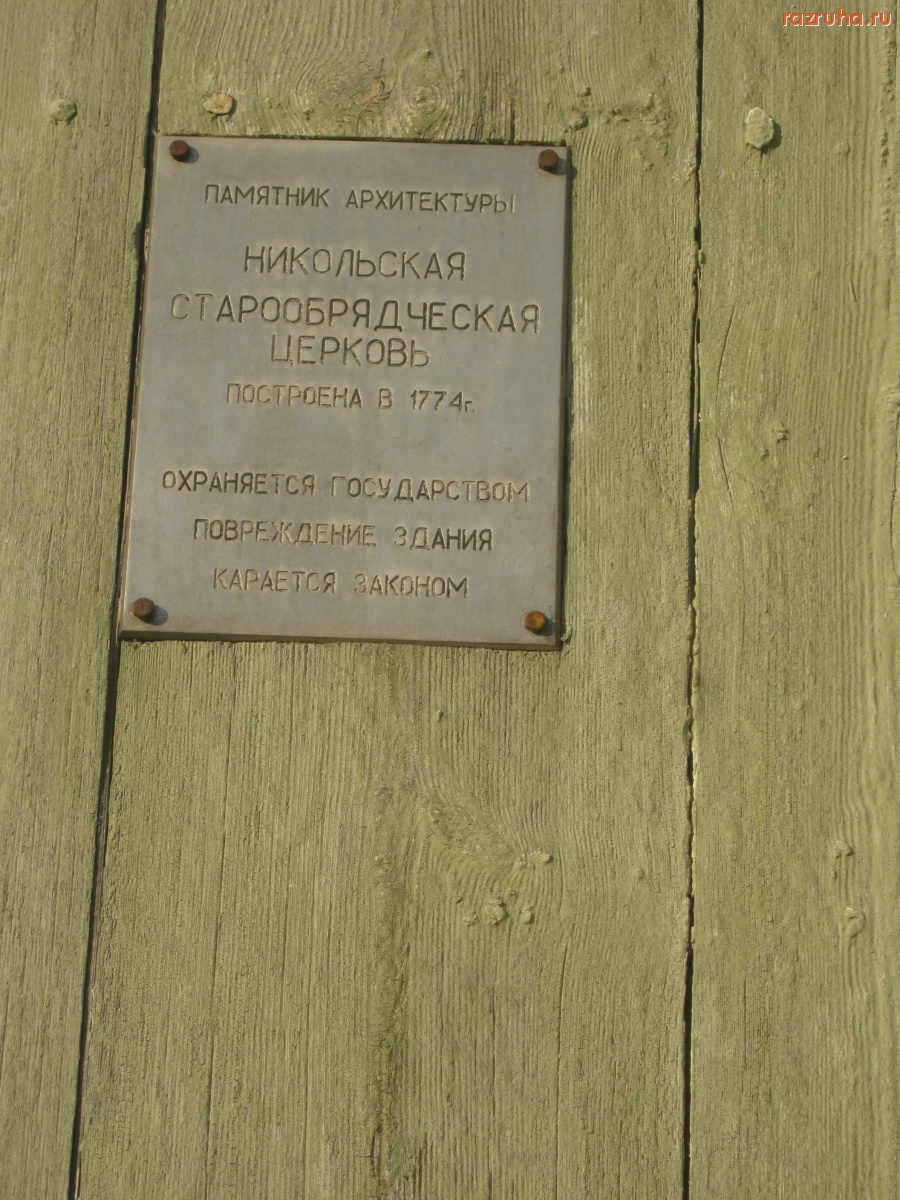 razruha.ru
ПАМЯТНИК АРХИТЕКТУРЫ
НИКОЛЬСКАЯ
СТАРООБРЯДЧЕСКАЯ
ЦЕРКОВЬ
ПОСТРОЕНА В 1774г.
ОХРАНЯЕТСЯ ГОСУДАРСТВОМ
ПОВРЕЖДЕНИЕ ЗДАНИЯ
КАРАЕТСЯ ЗАКОНОМ